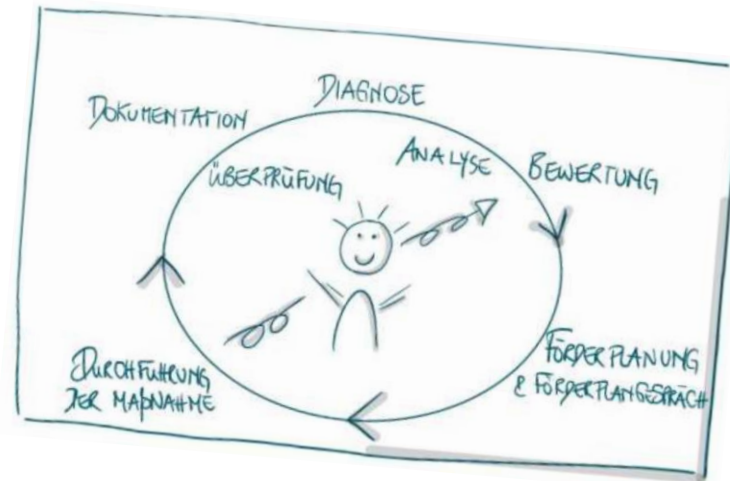 DIAGNOSE
DOKUMENTATION
ANALYSE
BEWERTUNG
ÜBERPRÜFUNG
FÖRDERPLANUNG
& FÖRDERPLANGESPRÄCH
DURCHFÜHRUNG
DER MAßNAHME